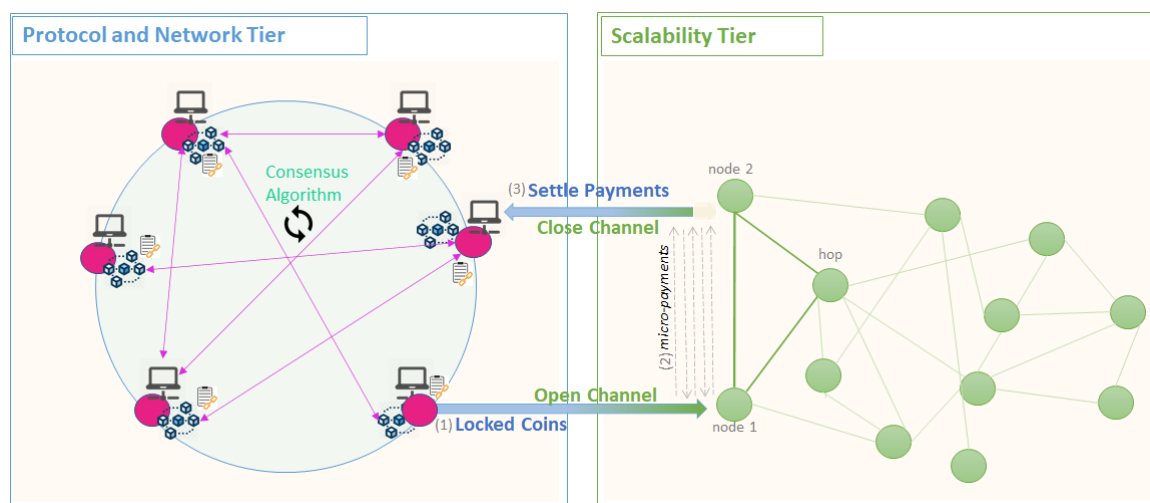 Protocol and Network Tier
Scalability Tier
Consensus
Algorithm
node 2
(3) Settle Payments
Close Channel
hop
(2) micro-payments
Open Channel
(1) Locked Coins
node 1